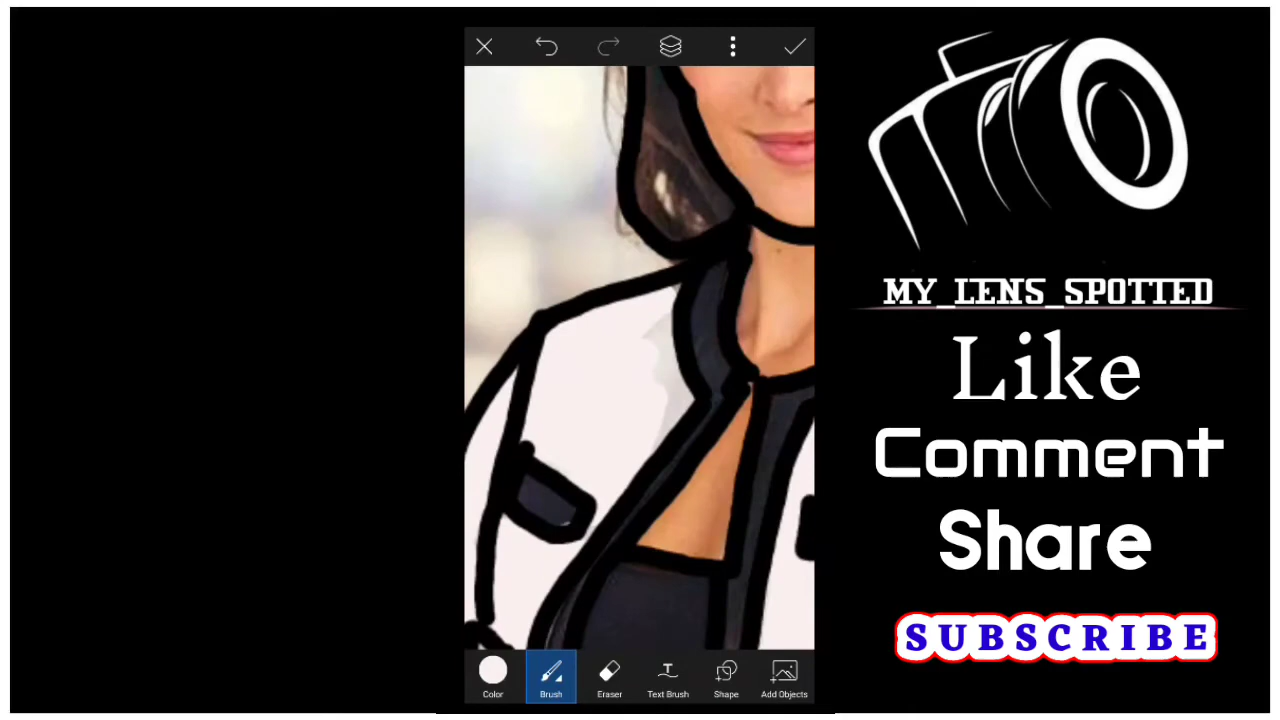 MY_LENS_SPOTTED
Like
Comment
Share
SUBSCRIBE
Color
Brush
Eraser
Text Brush
Shape
Add Objects